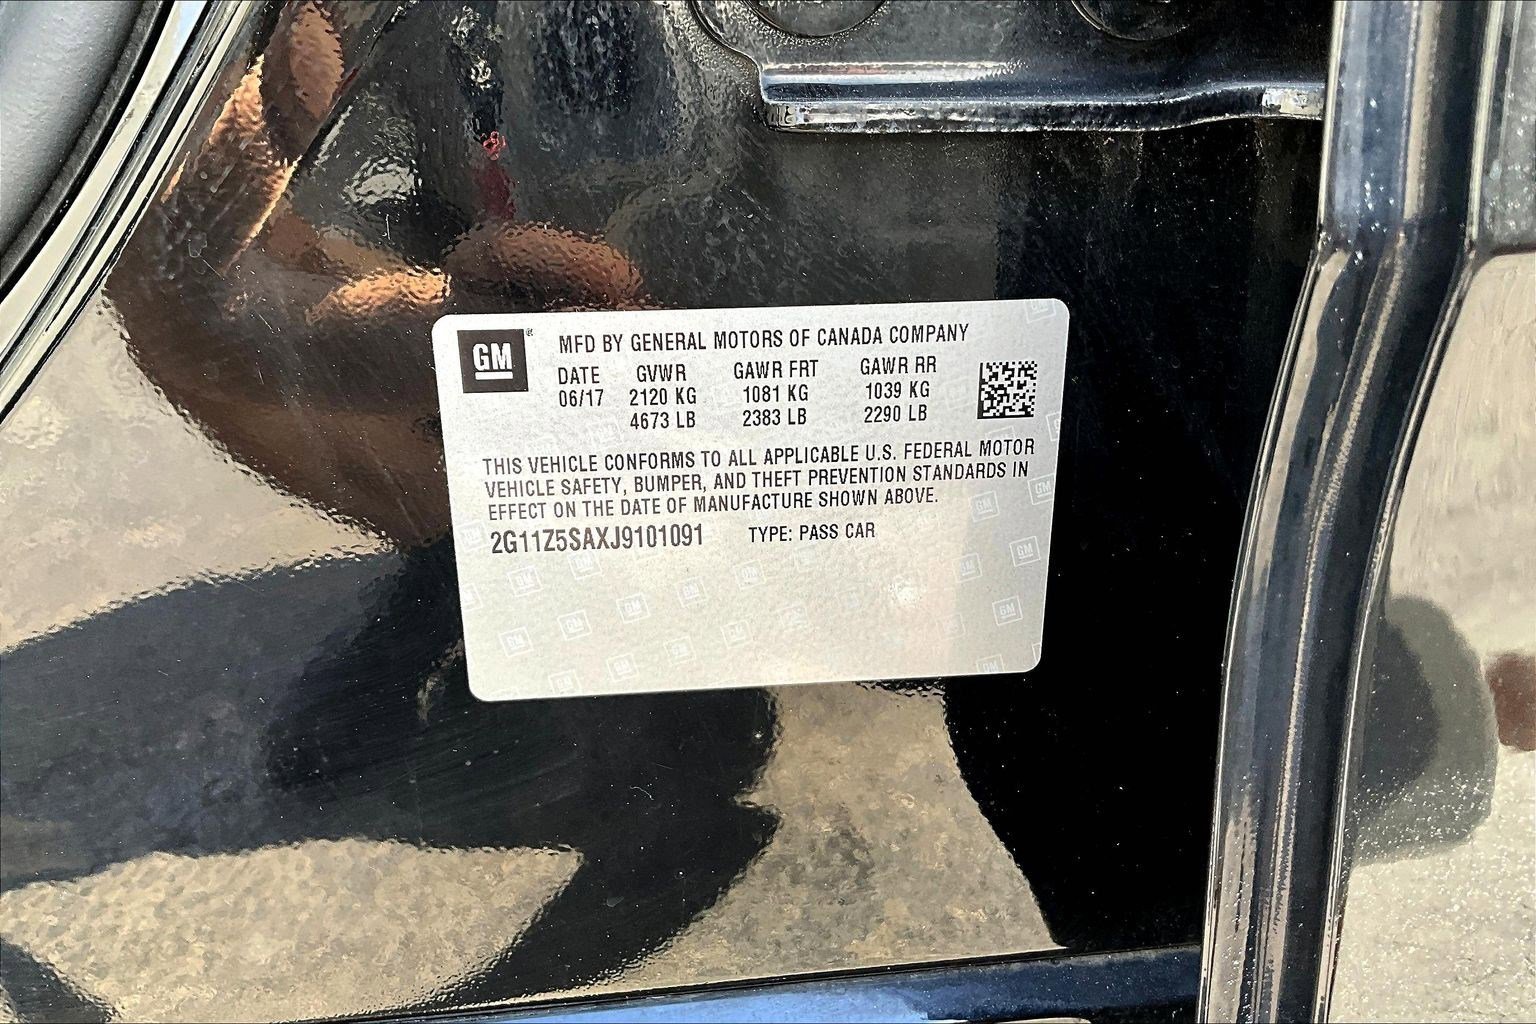 GM
MFD BY GENERAL MOTORS OF CANADA COMPANY
DATE GVWR GAWR FRT GAWR RR
06/17 2120 KG 1081 KG 1039 KG
4673 LB 2383 LB 2290 LB
THIS VEHICLE CONFORMS TO ALL APPLICABLE U.S. FEDERAL MOTOR
VEHICLE SAFETY, BUMPER, AND THEFT PREVENTION STANDARDS IN
EFFECT ON THE DATE OF MANUFACTURE SHOWN ABOVE.
2G11Z5SAXJ9101091 TYPE: PASS CAR